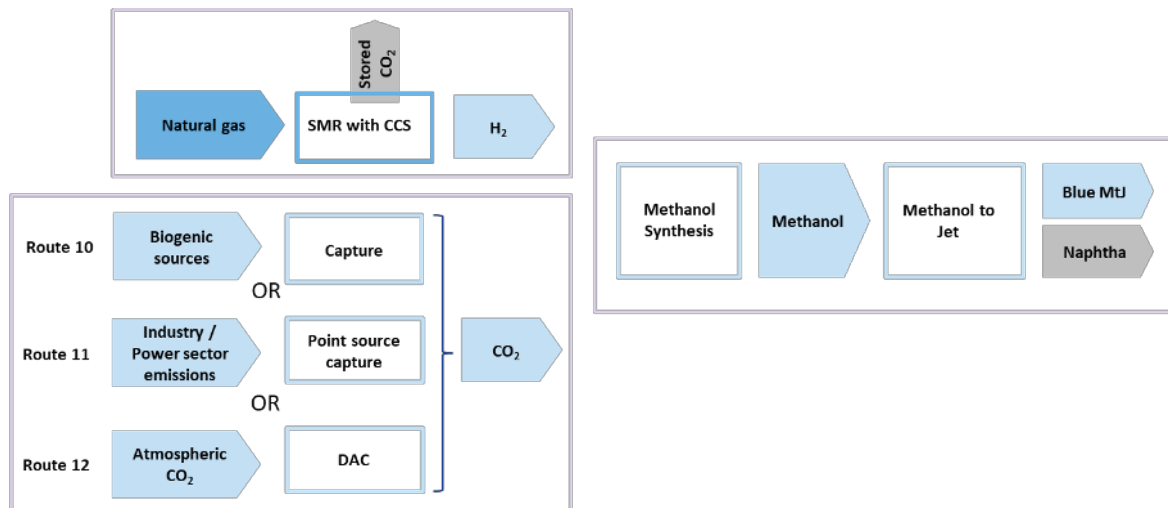 Stored
CO₂
Natural gas
SMR with CCS
H₂
Route 10
Biogenic
sources
Capture
OR
Route 11
Industry /
Power sector
emissions
Point source
capture
CO₂
OR
Route 12
Atmospheric
CO₂
DAC
Methanol
Synthesis
Methanol
Methanol to
Jet
Blue MtJ
Naphtha